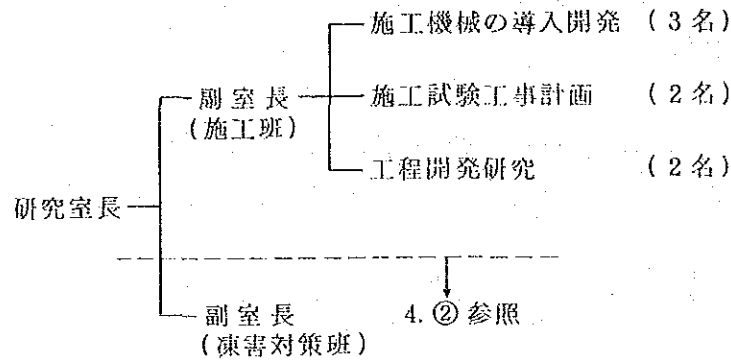 施工機械の導入開発 (3名)
副室長 施工試験工事計画 (2名)
(施工班)
工程開発研究 (2名)
研究室長
副室長 4.② 参照
(凍害対策班)